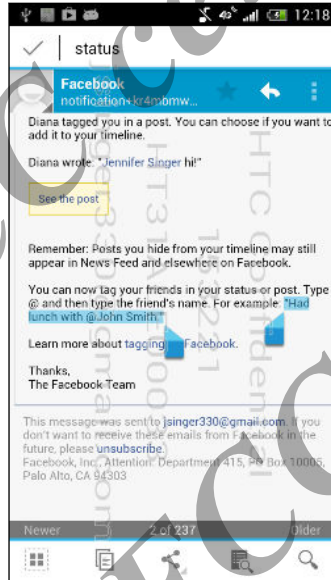 12:18
status
Facebook
notification+kr4mbmw...
Diana tagged you in a post. You can choose if you want to
add it to your timeline.
Diana wrote: "Jennifer Singer hi!"
See the post
Remember: Posts you hide from your timeline may still
appear in News Feed and elsewhere on Facebook.
You can now tag your friends in your status or post. Type
@ and then type the friend's name. For example: "Had
lunch with @John Smith."
Learn more about tagging Facebook.
Thanks,
The Facebook Team
This message was sent to jsinger330@gmail.com. If you
don't want to receive these emails from Facebook in the
future, please unsubscribe.
Facebook, Inc., Attention: Department 415, PO Box 10005,
Palo Alto, CA 94303
Newer
2 of 237
Older
HTC Confidential